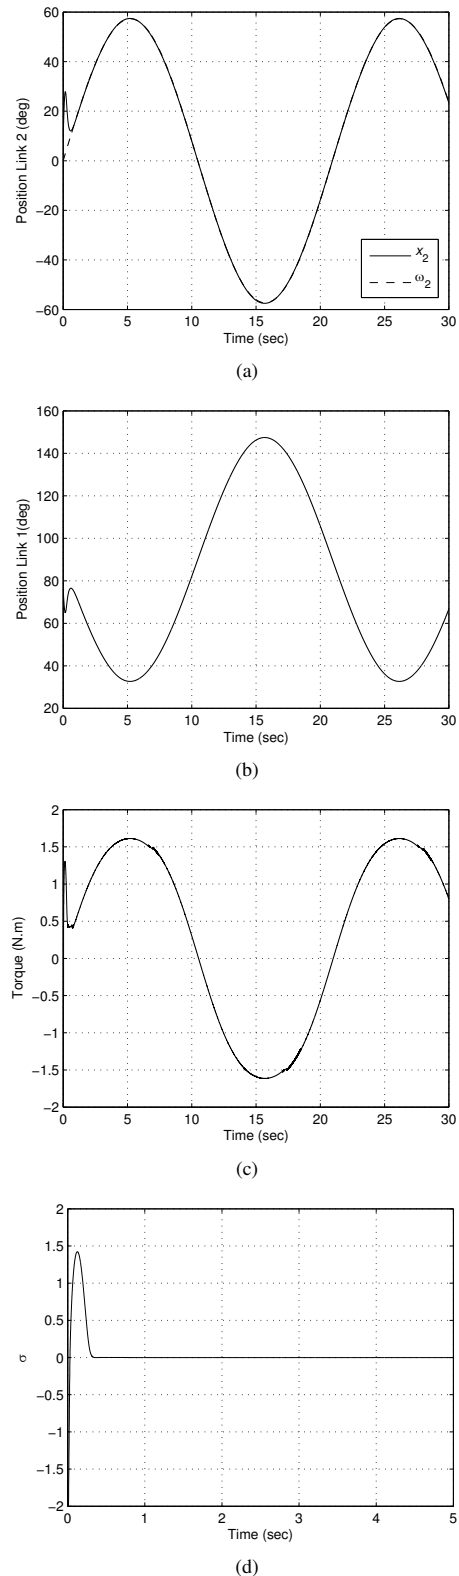 60
40
20
0
−20
−40
−60
Position Link 2 (deg)
x2
ω2
0 5 10 15 20 25 30
Time (sec)
(a)
160
140
120
100
80
60
40
20
Position Link 1(deg)
0 5 10 15 20 25 30
Time (sec)
(b)
2
1.5
1
0.5
0
−0.5
−1
−1.5
−2
Torque (N.m)
0 5 10 15 20 25 30
Time (sec)
(c)
2
1.5
1
0.5
0
−0.5
−1
−1.5
−2
σ
0 1 2 3 4 5
Time (sec)
(d)